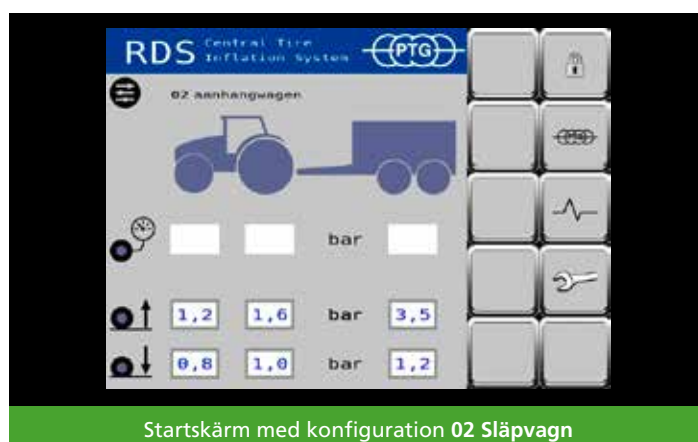 RDS Central Tire Inflation System PTG
02 aanhangwagen
PTG
bar
1,2 1,6 bar 3,5
0,8 1,0 bar 1,2
Startskärm med konfiguration 02 Släpvagn